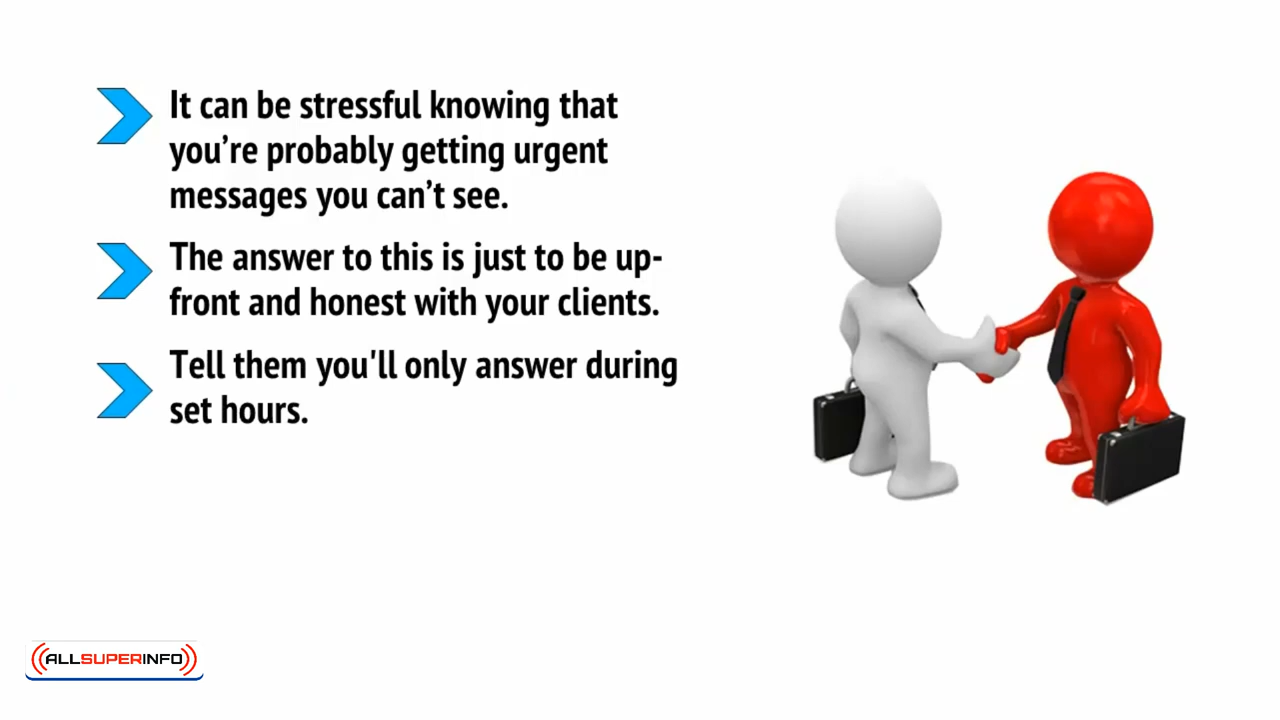 It can be stressful knowing that
you're probably getting urgent
messages you can't see.
The answer to this is just to be up-
front and honest with your clients.
Tell them you'll only answer during
set hours.
ALLSUPERINFO